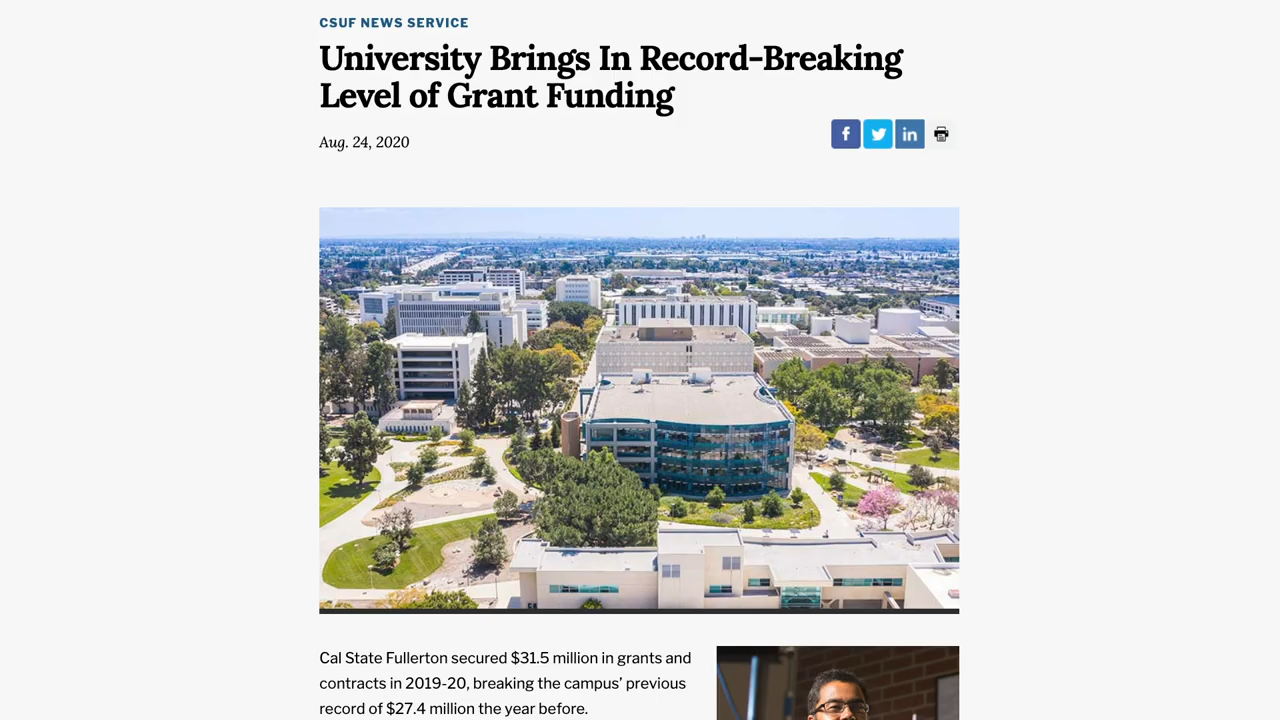 CSUF NEWS SERVICE
University Brings In Record-Breaking
Level of Grant Funding
Aug. 24, 2020
Cal State Fullerton secured $31.5 million in grants and
contracts in 2019-20, breaking the campus’ previous
record of $27.4 million the year before.